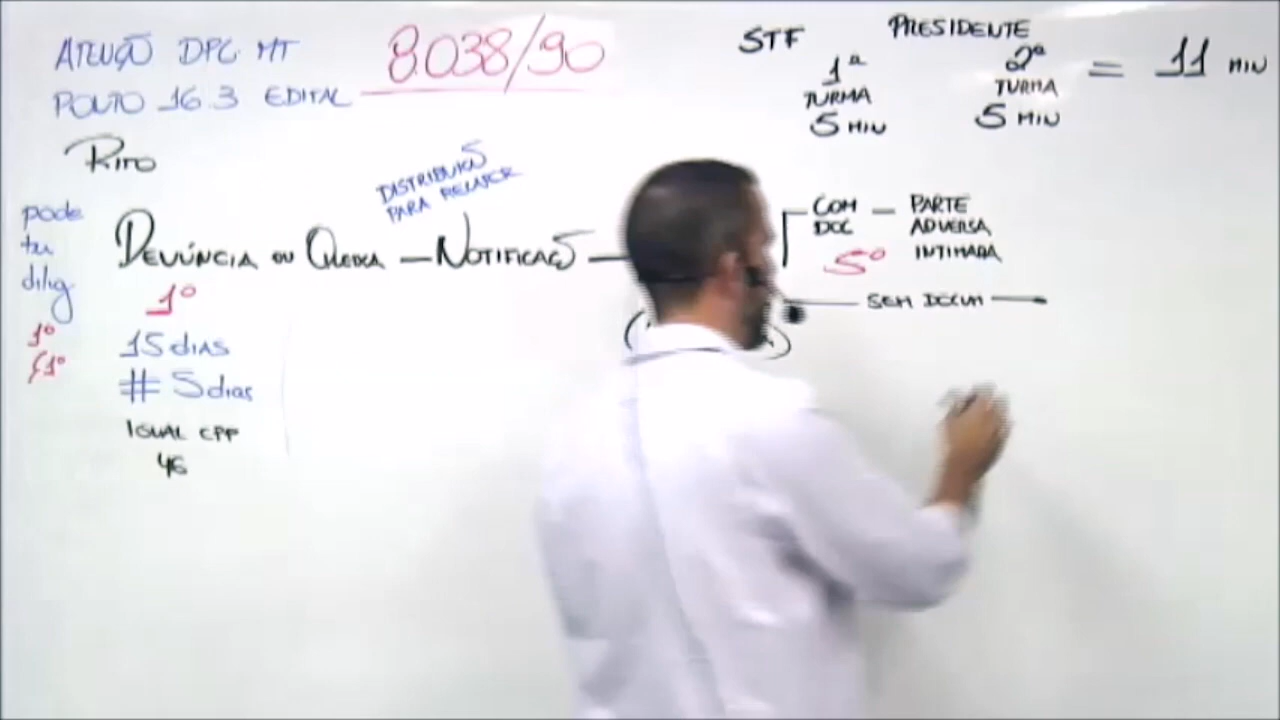 ATENÇÃO DPC MT
PONTO 16.3 EDITAL
8.038/90
STF
PRESIDENTE
1ª
TURMA
5 MIN
2ª
TURMA
5 MIN
= 11 MIN
RITO
pode
tu
dilig
1º
DISTRIBUIÇÃO
PARA RELATOR
DENÚNCIA OU QUEIXA — NOTIFICAÇÃO —
1º
15 DIAS
# 5 dias
IGUAL CPP
46
COM
DOC
— PARTE
ADVERSA
INTIMADA
5º
SEM DOCUM